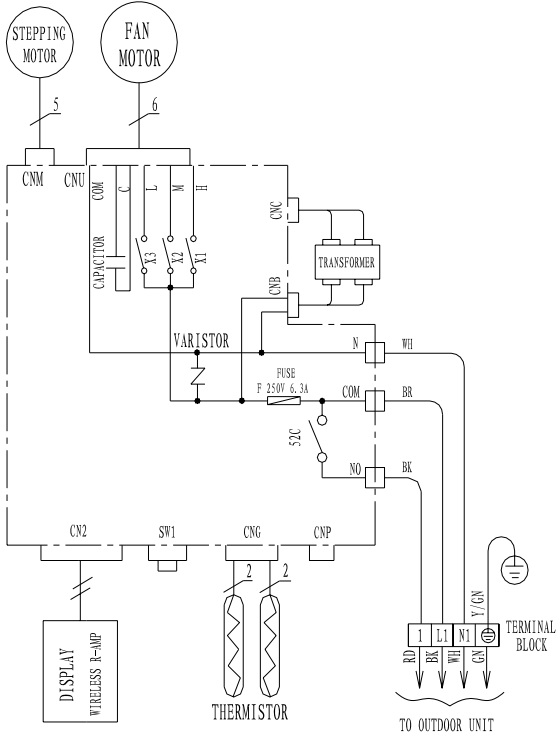 STEPPING
MOTOR
FAN
MOTOR
5
6
CNM
CNU
COM
C
L
M
H
CNC
CAPACITOR
X3
X2
X1
TRANSFORMER
CNB
VARISTOR
N
WH
FUSE
F 250V 6.3A
COM
BR
52C
NO
BK
CN2
SW1
CNG
CNP
2
2
Y/GN
1
L1
N1
TERMINAL
BLOCK
RD
BK
WH
GN
DISPLAY
WIRELESS R-AMP
THERMISTOR
TO OUTDOOR UNIT